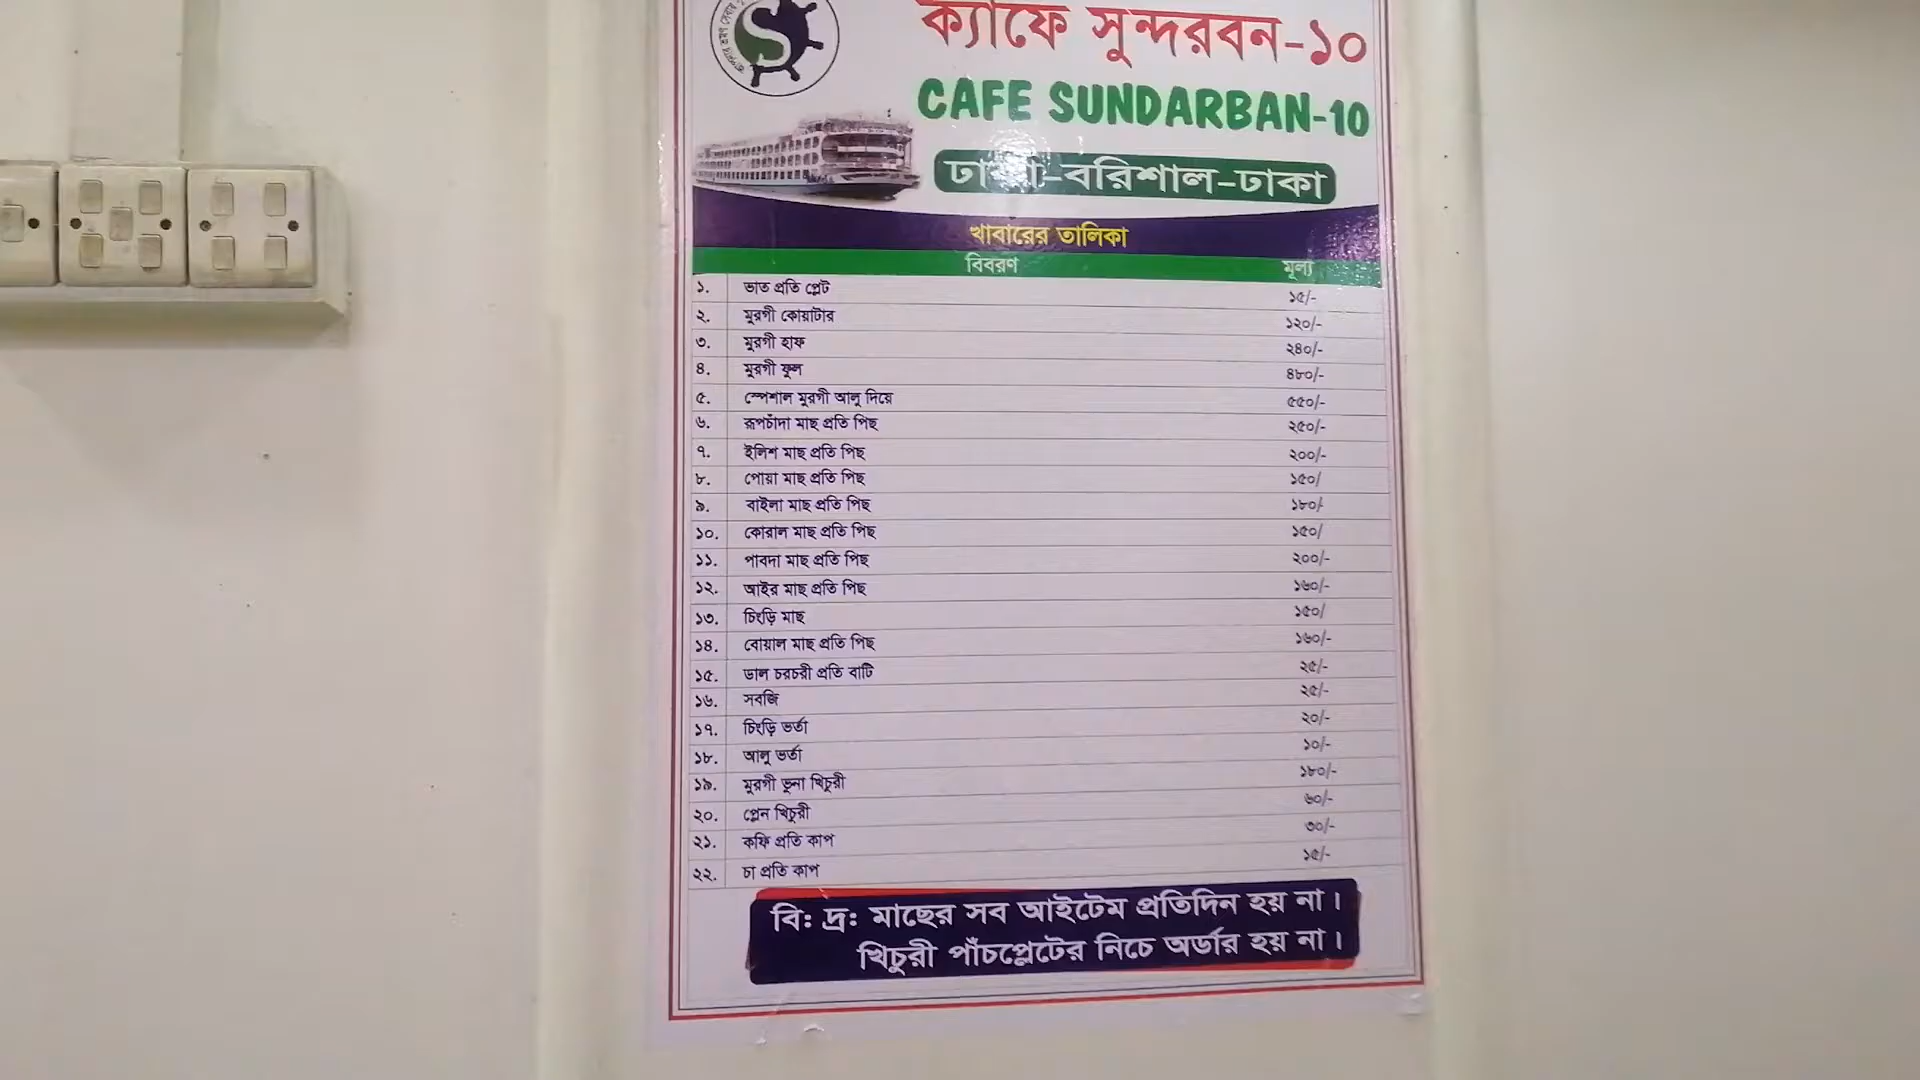 ক্যাফে সুন্দরবন-১০
CAFE SUNDARBAN-10
-বরিশাল-ঢাকা
খাবারের তালিকা
বিবরণ মূল্য
১. ভাত প্রতি প্লেট ১৫/-
২. মুরগী কোয়াটার ১২০/-
৩. মুরগী হাফ ২৪০/-
৪. মুরগী ফুল ৪৮০/-
৫. স্পেশাল মুরগী আলু দিয়ে ৫৫০/-
৬. রূপচাঁদা মাছ প্রতি পিছ ২৫০/-
৭. ইলিশ মাছ প্রতি পিছ ২০০/-
৮. পোয়া মাছ প্রতি পিছ ১৫০/
৯. বাইলা মাছ প্রতি পিছ ১৮০/-
১০. কোরাল মাছ প্রতি পিছ ১৫০/
১১. পাবদা মাছ প্রতি পিছ ২০০/-
১২. আইর মাছ প্রতি পিছ ১৬০/-
১৩. চিংড়ি মাছ ১৫০/
১৪. বোয়াল মাছ প্রতি পিছ ১৬০/-
১৫. ডাল চরচরী প্রতি বাটি ২৫/-
১৬. সবজি ২৫/-
১৭. চিংড়ি ভর্তা ২০/-
১৮. আলু ভর্তা ১০/-
১৯. মুরগী ভুনা খিচুরী ১৮০/-
২০. প্লেন খিচুরী ৬০/-
২১. কফি প্রতি কাপ ৩০/-
২২. চা প্রতি কাপ ১৫/-
বি: দ্র: মাছের সব আইটেম প্রতিদিন হয় না।
খিচুরী পাঁচপ্লেটের নিচে অর্ডার হয় না।